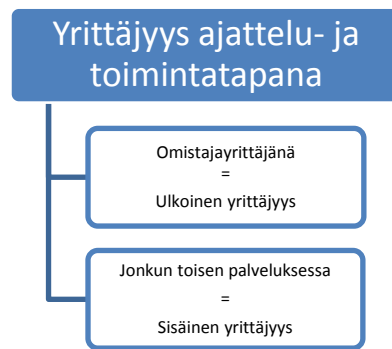 Yrittäjyys ajattelu- ja
toimintatapana
Omistajayrittäjänä
=
Ulkoinen yrittäjyys
Jonkun toisen palveluksessa
=
Sisäinen yrittäjyys